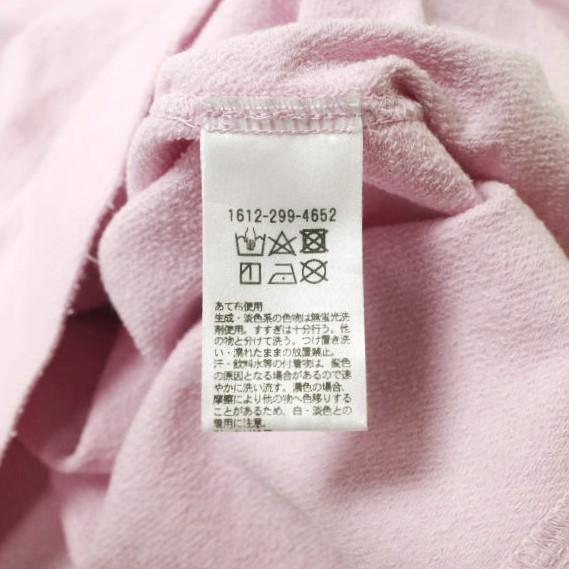 1612-299-4652
あて布使用
生成・淡色系の色物は無蛍光洗
剤使用。すすぎは十分行う。他
の物と分けて洗う。つけ置き洗
い・濡れたままの放置禁止。
汗・飲料水等の付着物は、変色
の原因となる場合があるので速
やかに洗い流す。濃色の場合、
摩擦により他の物へ色移りする
ことがあるため、白・淡色との
着用に注意。